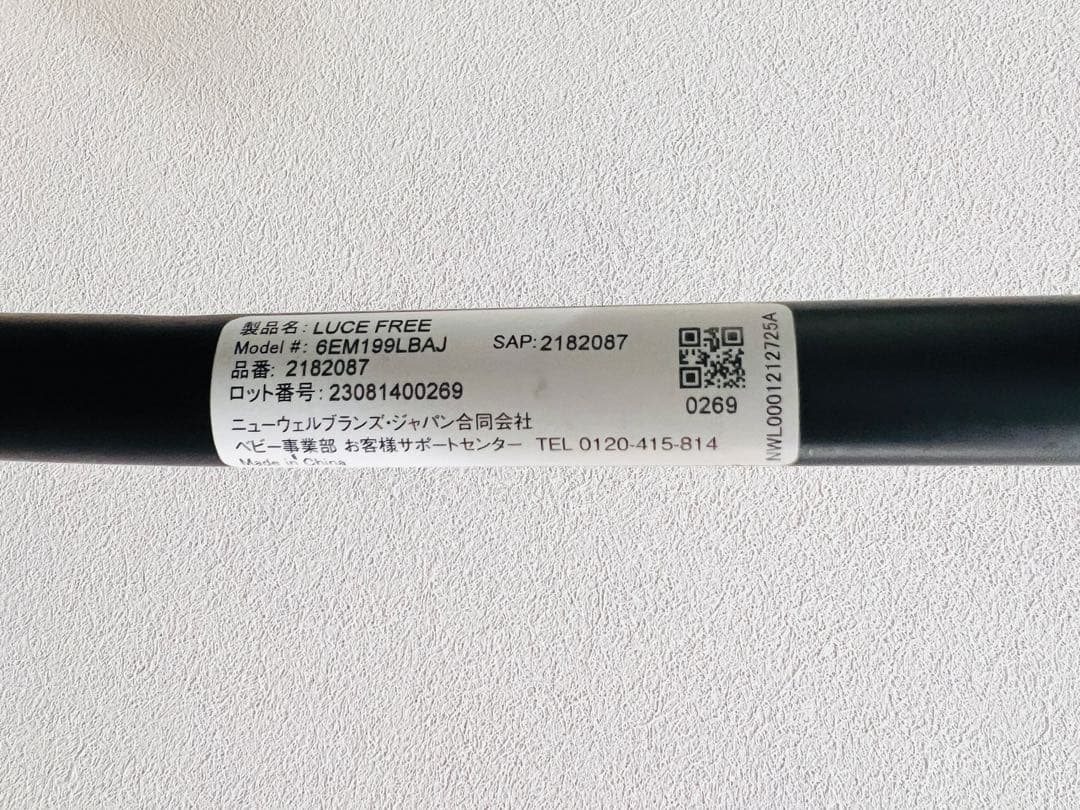 製品名: LUCE FREE
Model #: 6EM199LBAJ
SAP: 2182087
品番: 2182087
ロット番号: 23081400269
ニューウェルブランズ・ジャパン合同会社
ベビー事業部 お客様サポートセンター TEL 0120-415-814
Made in China
0269
NWL0001212725A